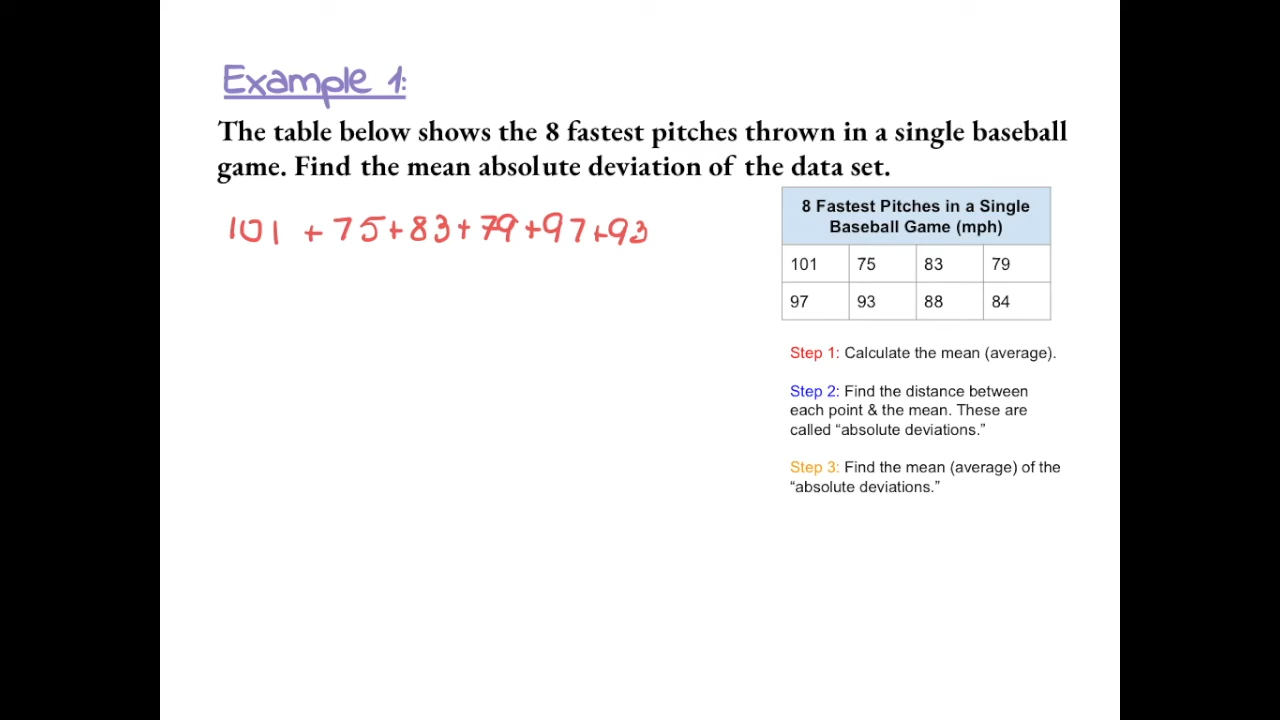 Example 1:
The table below shows the 8 fastest pitches thrown in a single baseball
game. Find the mean absolute deviation of the data set.
101 + 75 + 83 + 79 + 97 + 93
8 Fastest Pitches in a Single
Baseball Game (mph)
101 75 83 79
97 93 88 84
Step 1: Calculate the mean (average).
Step 2: Find the distance between
each point & the mean. These are
called “absolute deviations.”
Step 3: Find the mean (average) of the
“absolute deviations.”